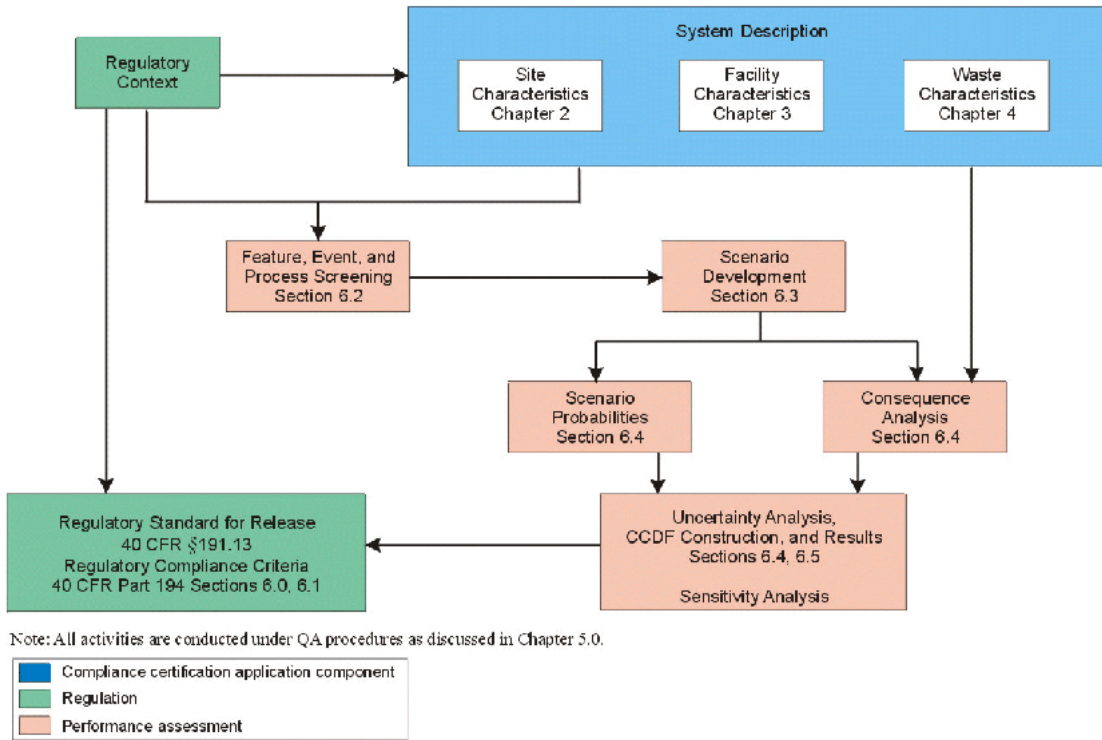 System Description
Regulatory
Context
Site
Characteristics
Chapter 2
Facility
Characteristics
Chapter 3
Waste
Characteristics
Chapter 4
Feature, Event, and
Process Screening
Section 6.2
Scenario
Development
Section 6.3
Scenario
Probabilities
Section 6.4
Consequence
Analysis
Section 6.4
Regulatory Standard for Release
40 CFR §191.13
Regulatory Compliance Criteria
40 CFR Part 194 Sections 6.0, 6.1
Uncertainty Analysis,
CCDF Construction, and Results
Sections 6.4, 6.5
Sensitivity Analysis
Note: All activities are conducted under QA procedures as discussed in Chapter 5.0.
Compliance certification application component
Regulation
Performance assessment